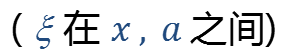 ( ξ 在 x , a 之间)